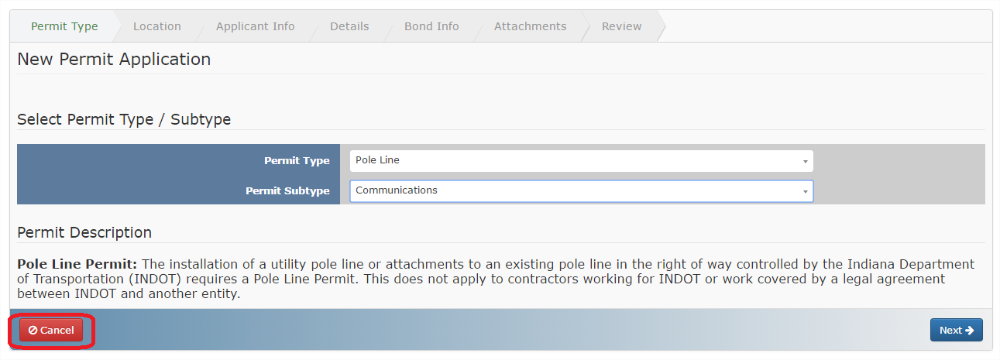 Permit Type Location Applicant Info Details Bond Info Attachments Review
New Permit Application
Select Permit Type / Subtype
Permit Type Pole Line
Permit Subtype Communications
Permit Description
Pole Line Permit: The installation of a utility pole line or attachments to an existing pole line in the right of way controlled by the Indiana Department
of Transportation (INDOT) requires a Pole Line Permit. This does not apply to contractors working for INDOT or work covered by a legal agreement
between INDOT and another entity.
Cancel Next